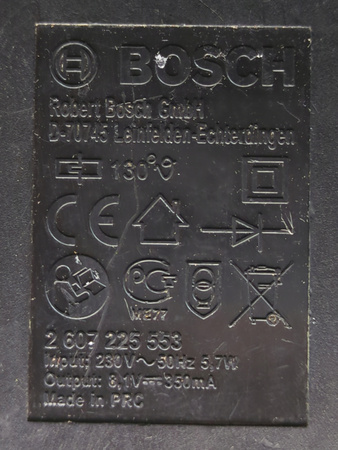 BOSCH
Robert Bosch GmbH
D-70745 Leinfelden-Echterdingen
130°ϑ
CE
2 607 225 553
Input: 230V~50Hz 5,7W
Output: 8,1V⎓350mA
Made in PRC